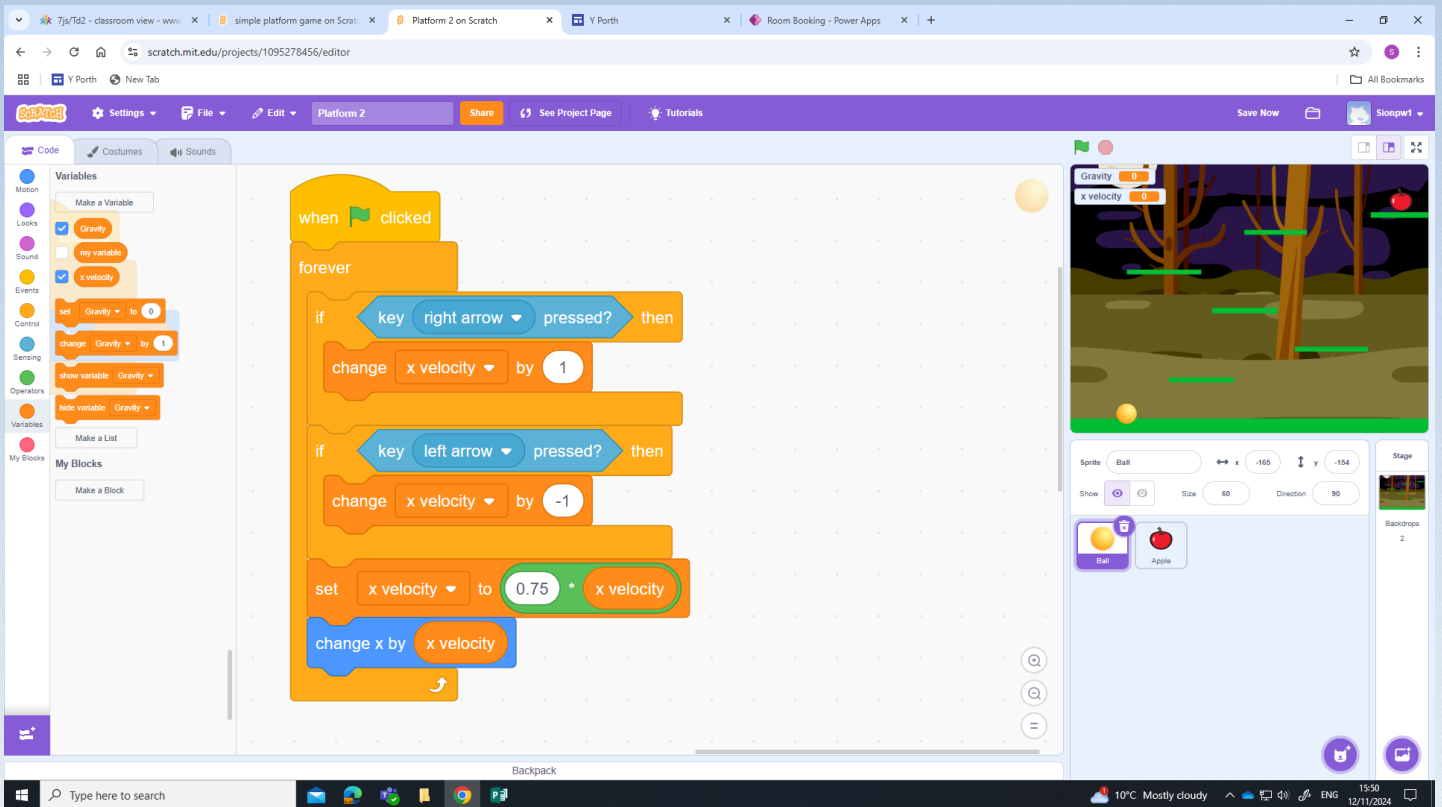 7js/Td2 - classroom view - www
simple platform game on Scratc
Platform 2 on Scratch
Y Porth
Room Booking - Power Apps
scratch.mit.edu/projects/1095278456/editor
S
Y Porth
New Tab
All Bookmarks
SCRATCH
Settings
File
Edit
Platform 2
Share
See Project Page
Tutorials
Save Now
Sionpw1
Code
Costumes
Sounds
Motion
Looks
Sound
Events
Control
Sensing
Operators
Variables
My Blocks
Variables
Make a Variable
Gravity
my variable
x velocity
set Gravity to 0
change Gravity by 1
show variable Gravity
hide variable Gravity
Make a List
My Blocks
Make a Block
when clicked
forever
if key right arrow pressed? then
change x velocity by 1
if key left arrow pressed? then
change x velocity by -1
set x velocity to 0.75 * x velocity
change x by x velocity
Gravity 0
x velocity 0
Sprite Ball x -165 y -154
Show Size 60 Direction 90
Ball
Apple
Stage
Backdrops
2
Backpack
Type here to search
10°C Mostly cloudy
ENG
15:50
12/11/2024